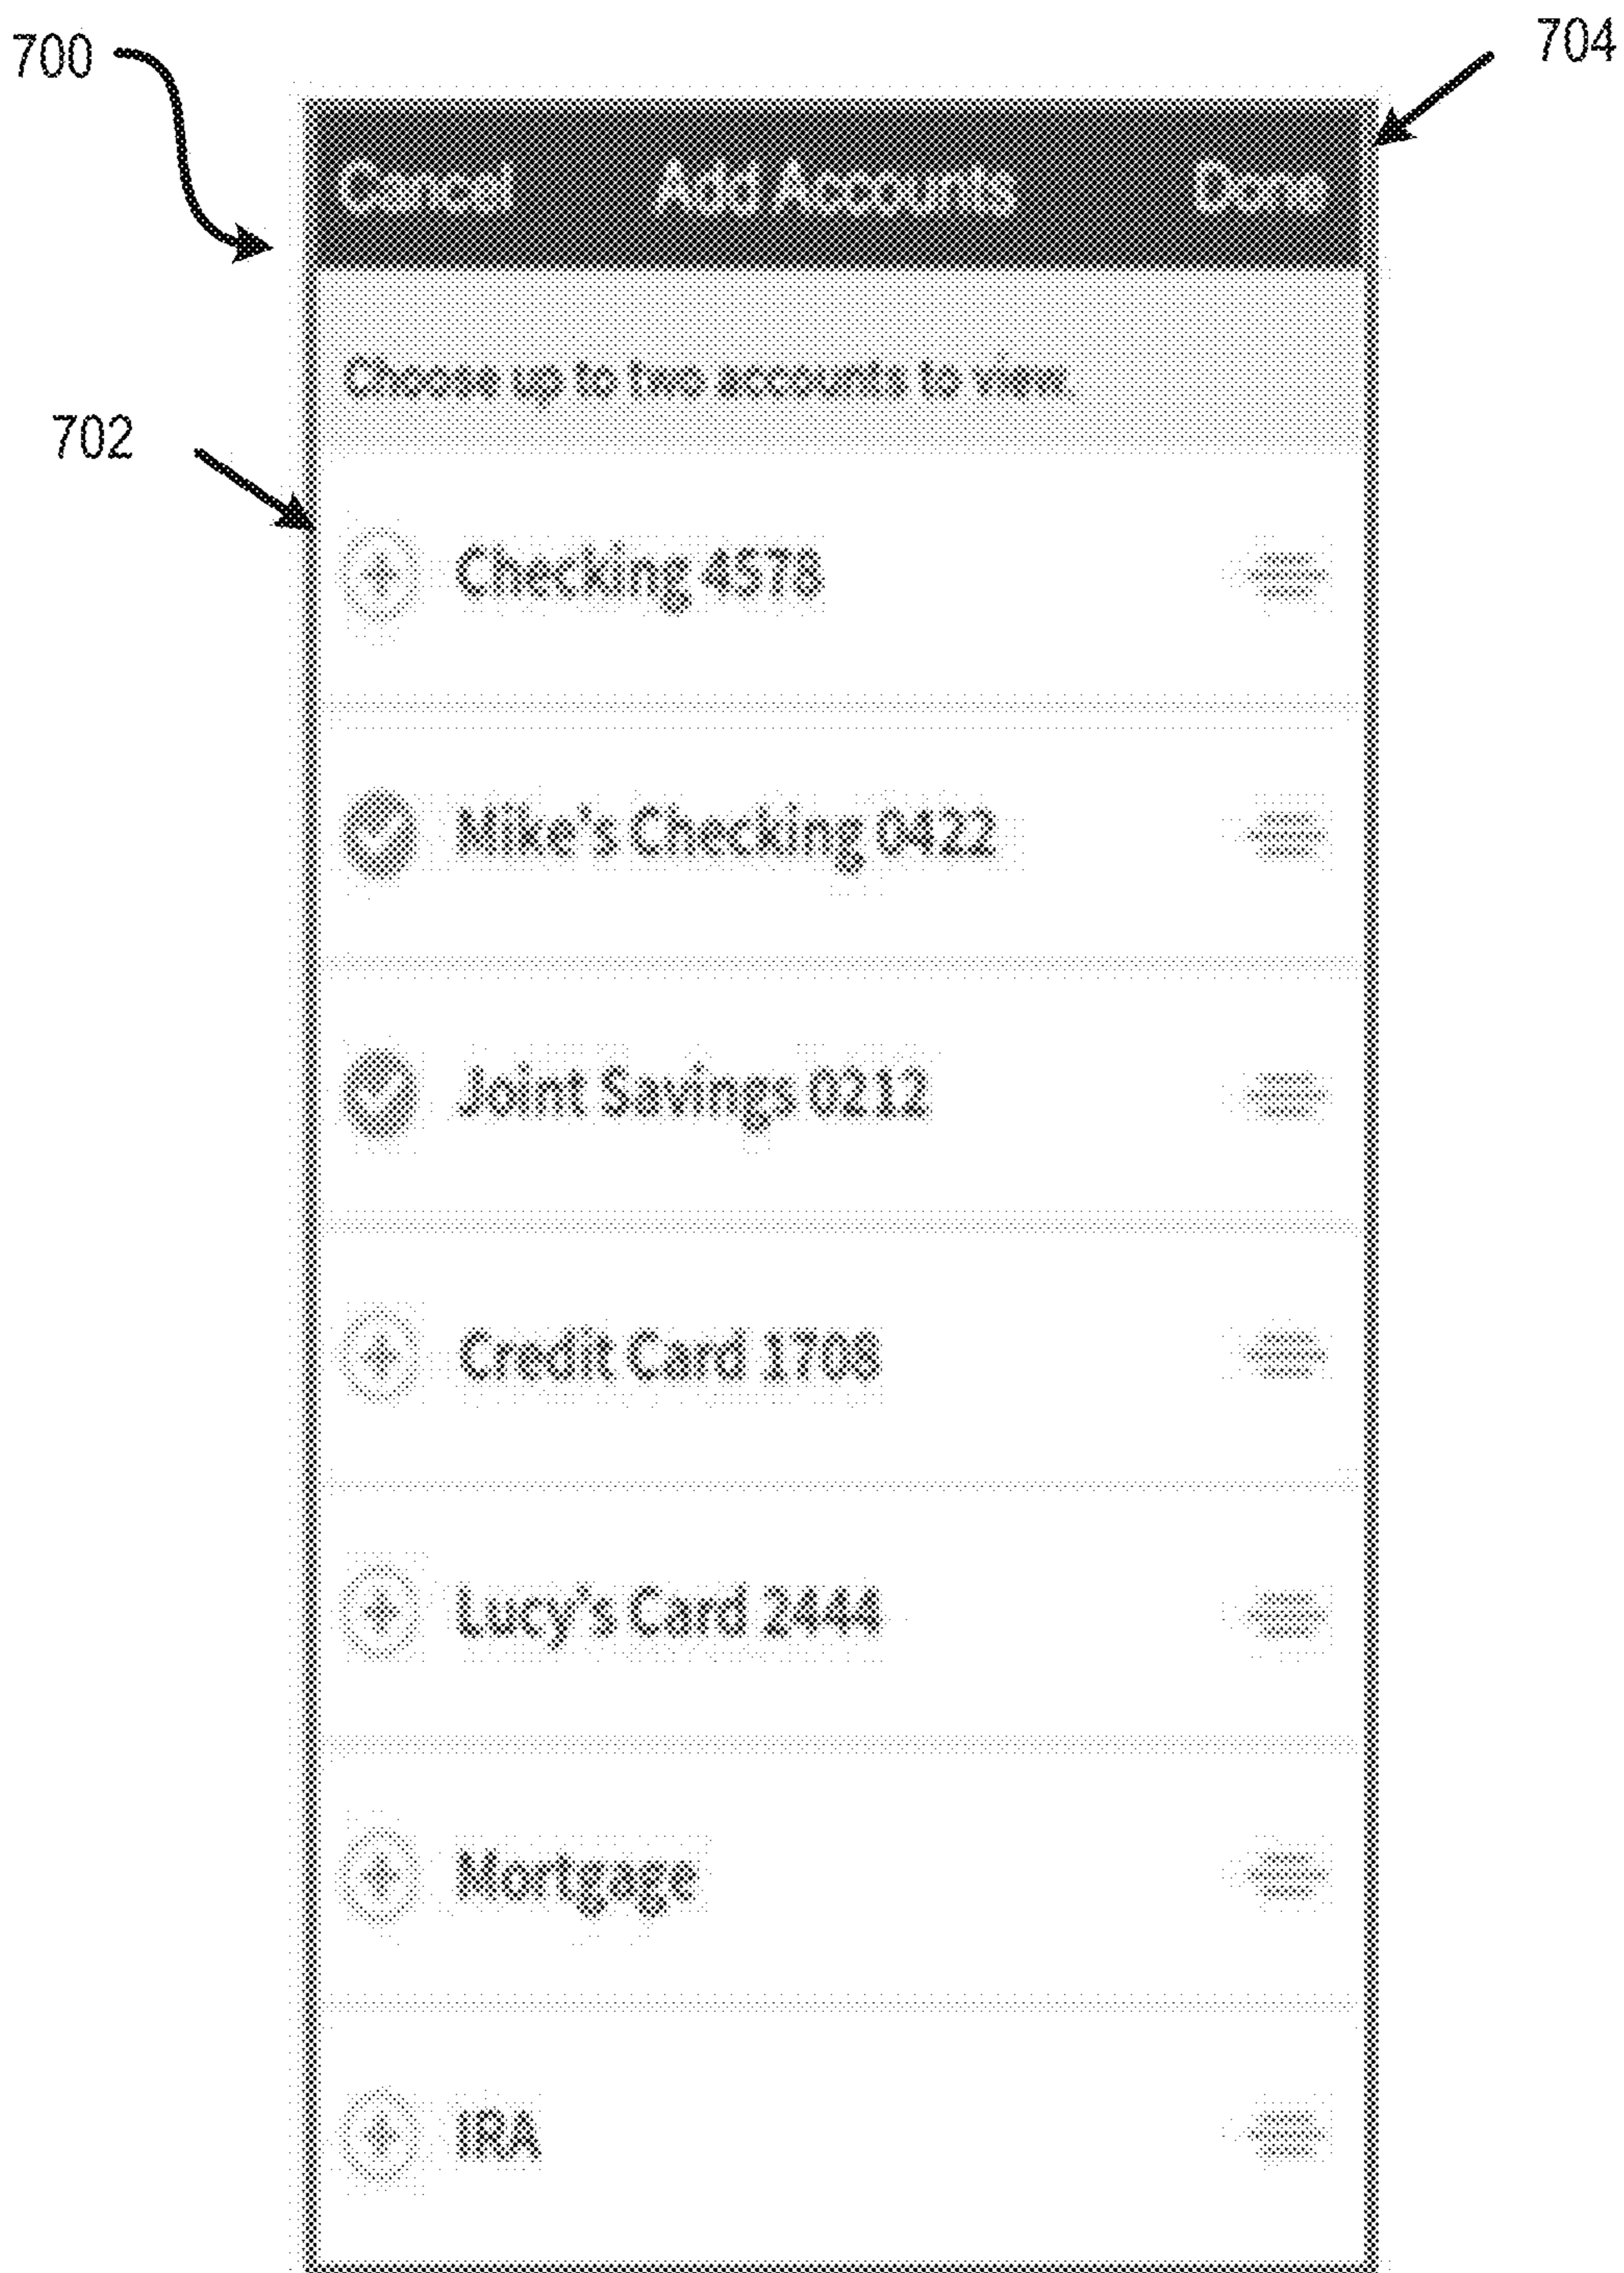 700
704
Cancel Add Accounts Done
Choose up to two accounts to view.
702
Checking 4578
Mike's Checking 0422
Joint Savings 0212
Credit Card 1708
Lucy's Card 2444
Mortgage
IRA